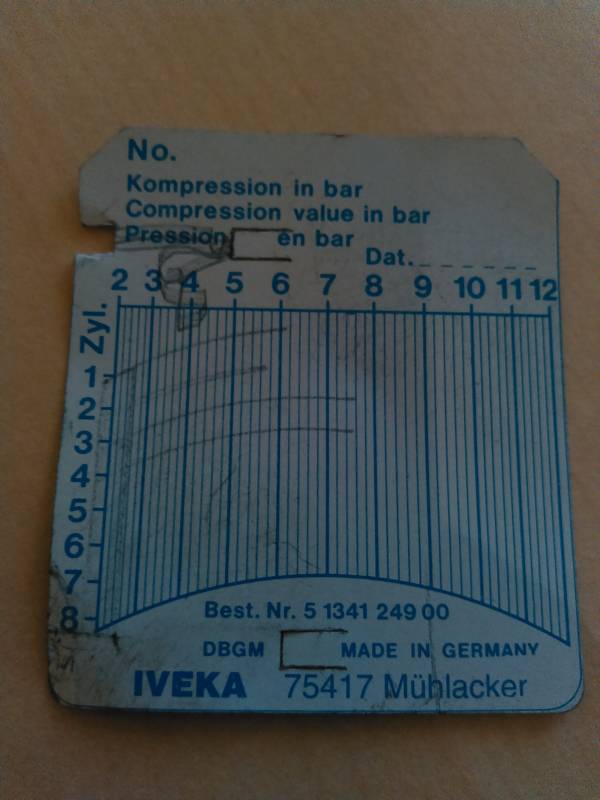 No.
Kompression in bar
Compression value in bar
Pression en bar
Dat.
2 3 4 5 6 7 8 9 10 11 12
Zyl.
1
2
3
4
5
6
7
8
Best. Nr. 5 1341 249 00
DBGM MADE IN GERMANY
IVEKA 75417 Mühlacker